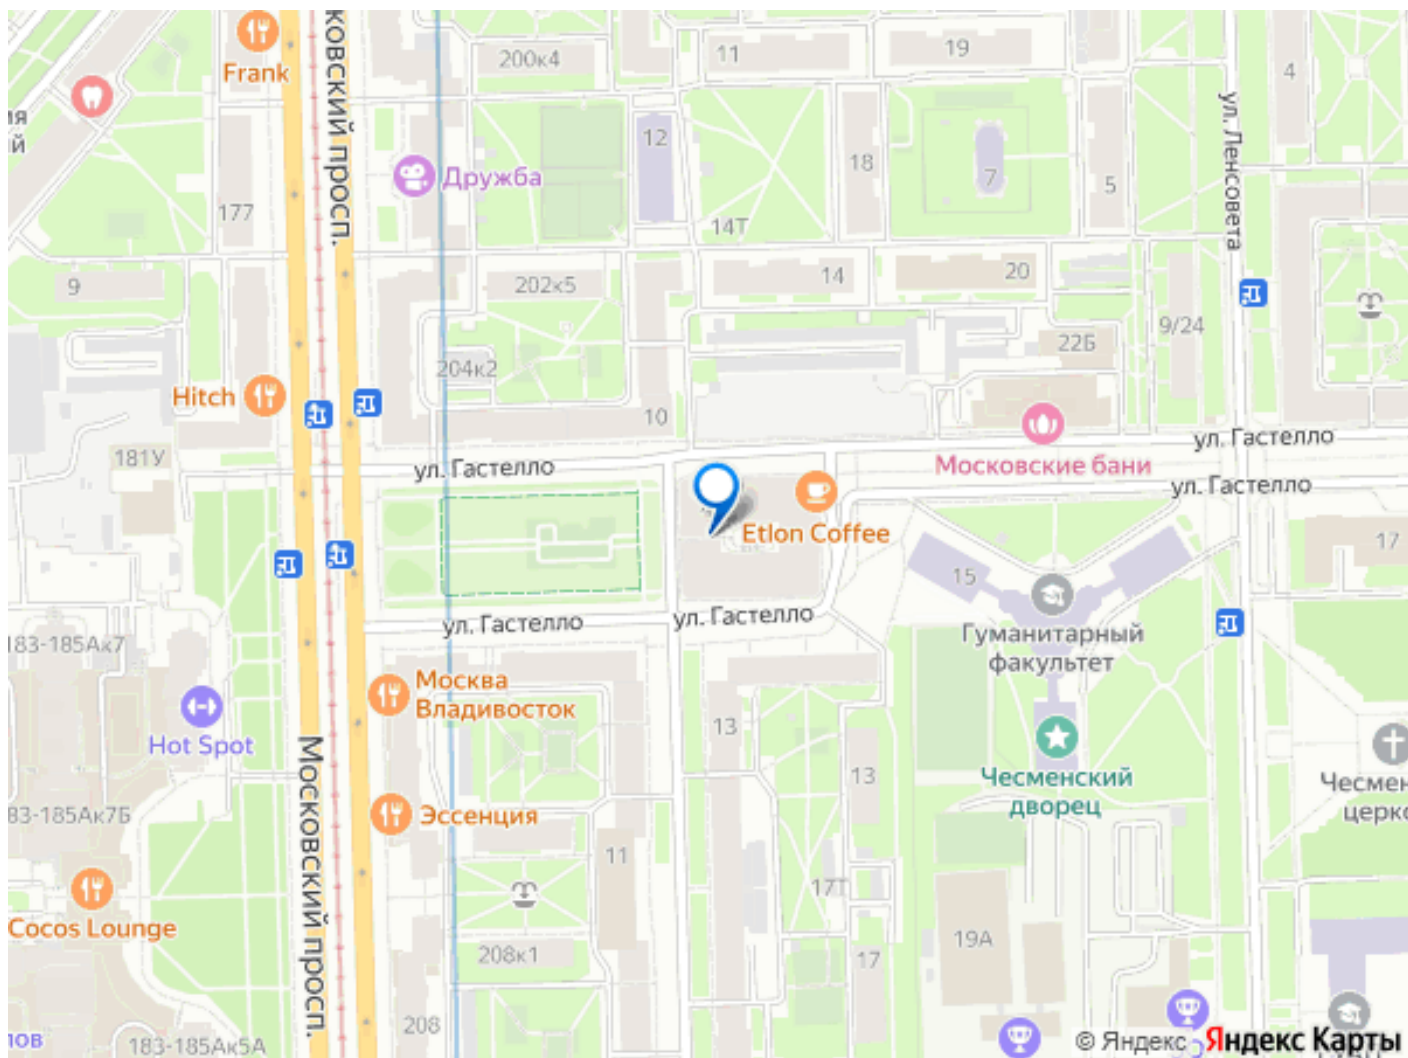 200к4
11
19
4
Frank
ковский просп.
ул. Ленсовета
ия
й
12
Дружба
18
7
5
177
14Т
9
202к5
14
20
9/24
22Б
204к2
Hitch
10
ул. Гастелло
Московские бани
181У
ул. Гастелло
ул. Гастелло
Etlon Coffee
17
15
183-185Ак7
ул. Гастелло
ул. Гастелло
Гуманитарный
факультет
Москва
Владивосток
13
Hot Spot
Московский просп.
13
Чесменский
дворец
Чесмен
церко
83-185Ак7Б
Эссенция
11
17Т
Cocos Lounge
208к1
19А
17
208
183-185Ак5А
ов
© Яндекс Яндекс Карты